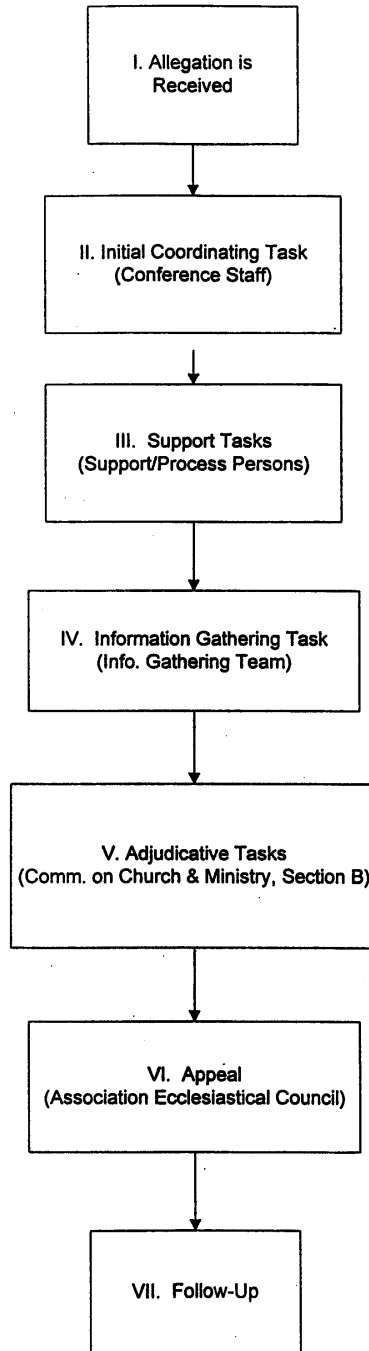 I. Allegation is
Received
II. Initial Coordinating Task
(Conference Staff)
III. Support Tasks
(Support/Process Persons)
IV. Information Gathering Task
(Info. Gathering Team)
V. Adjudicative Tasks
(Comm. on Church & Ministry, Section B)
VI. Appeal
(Association Ecclesiastical Council)
VII. Follow-Up